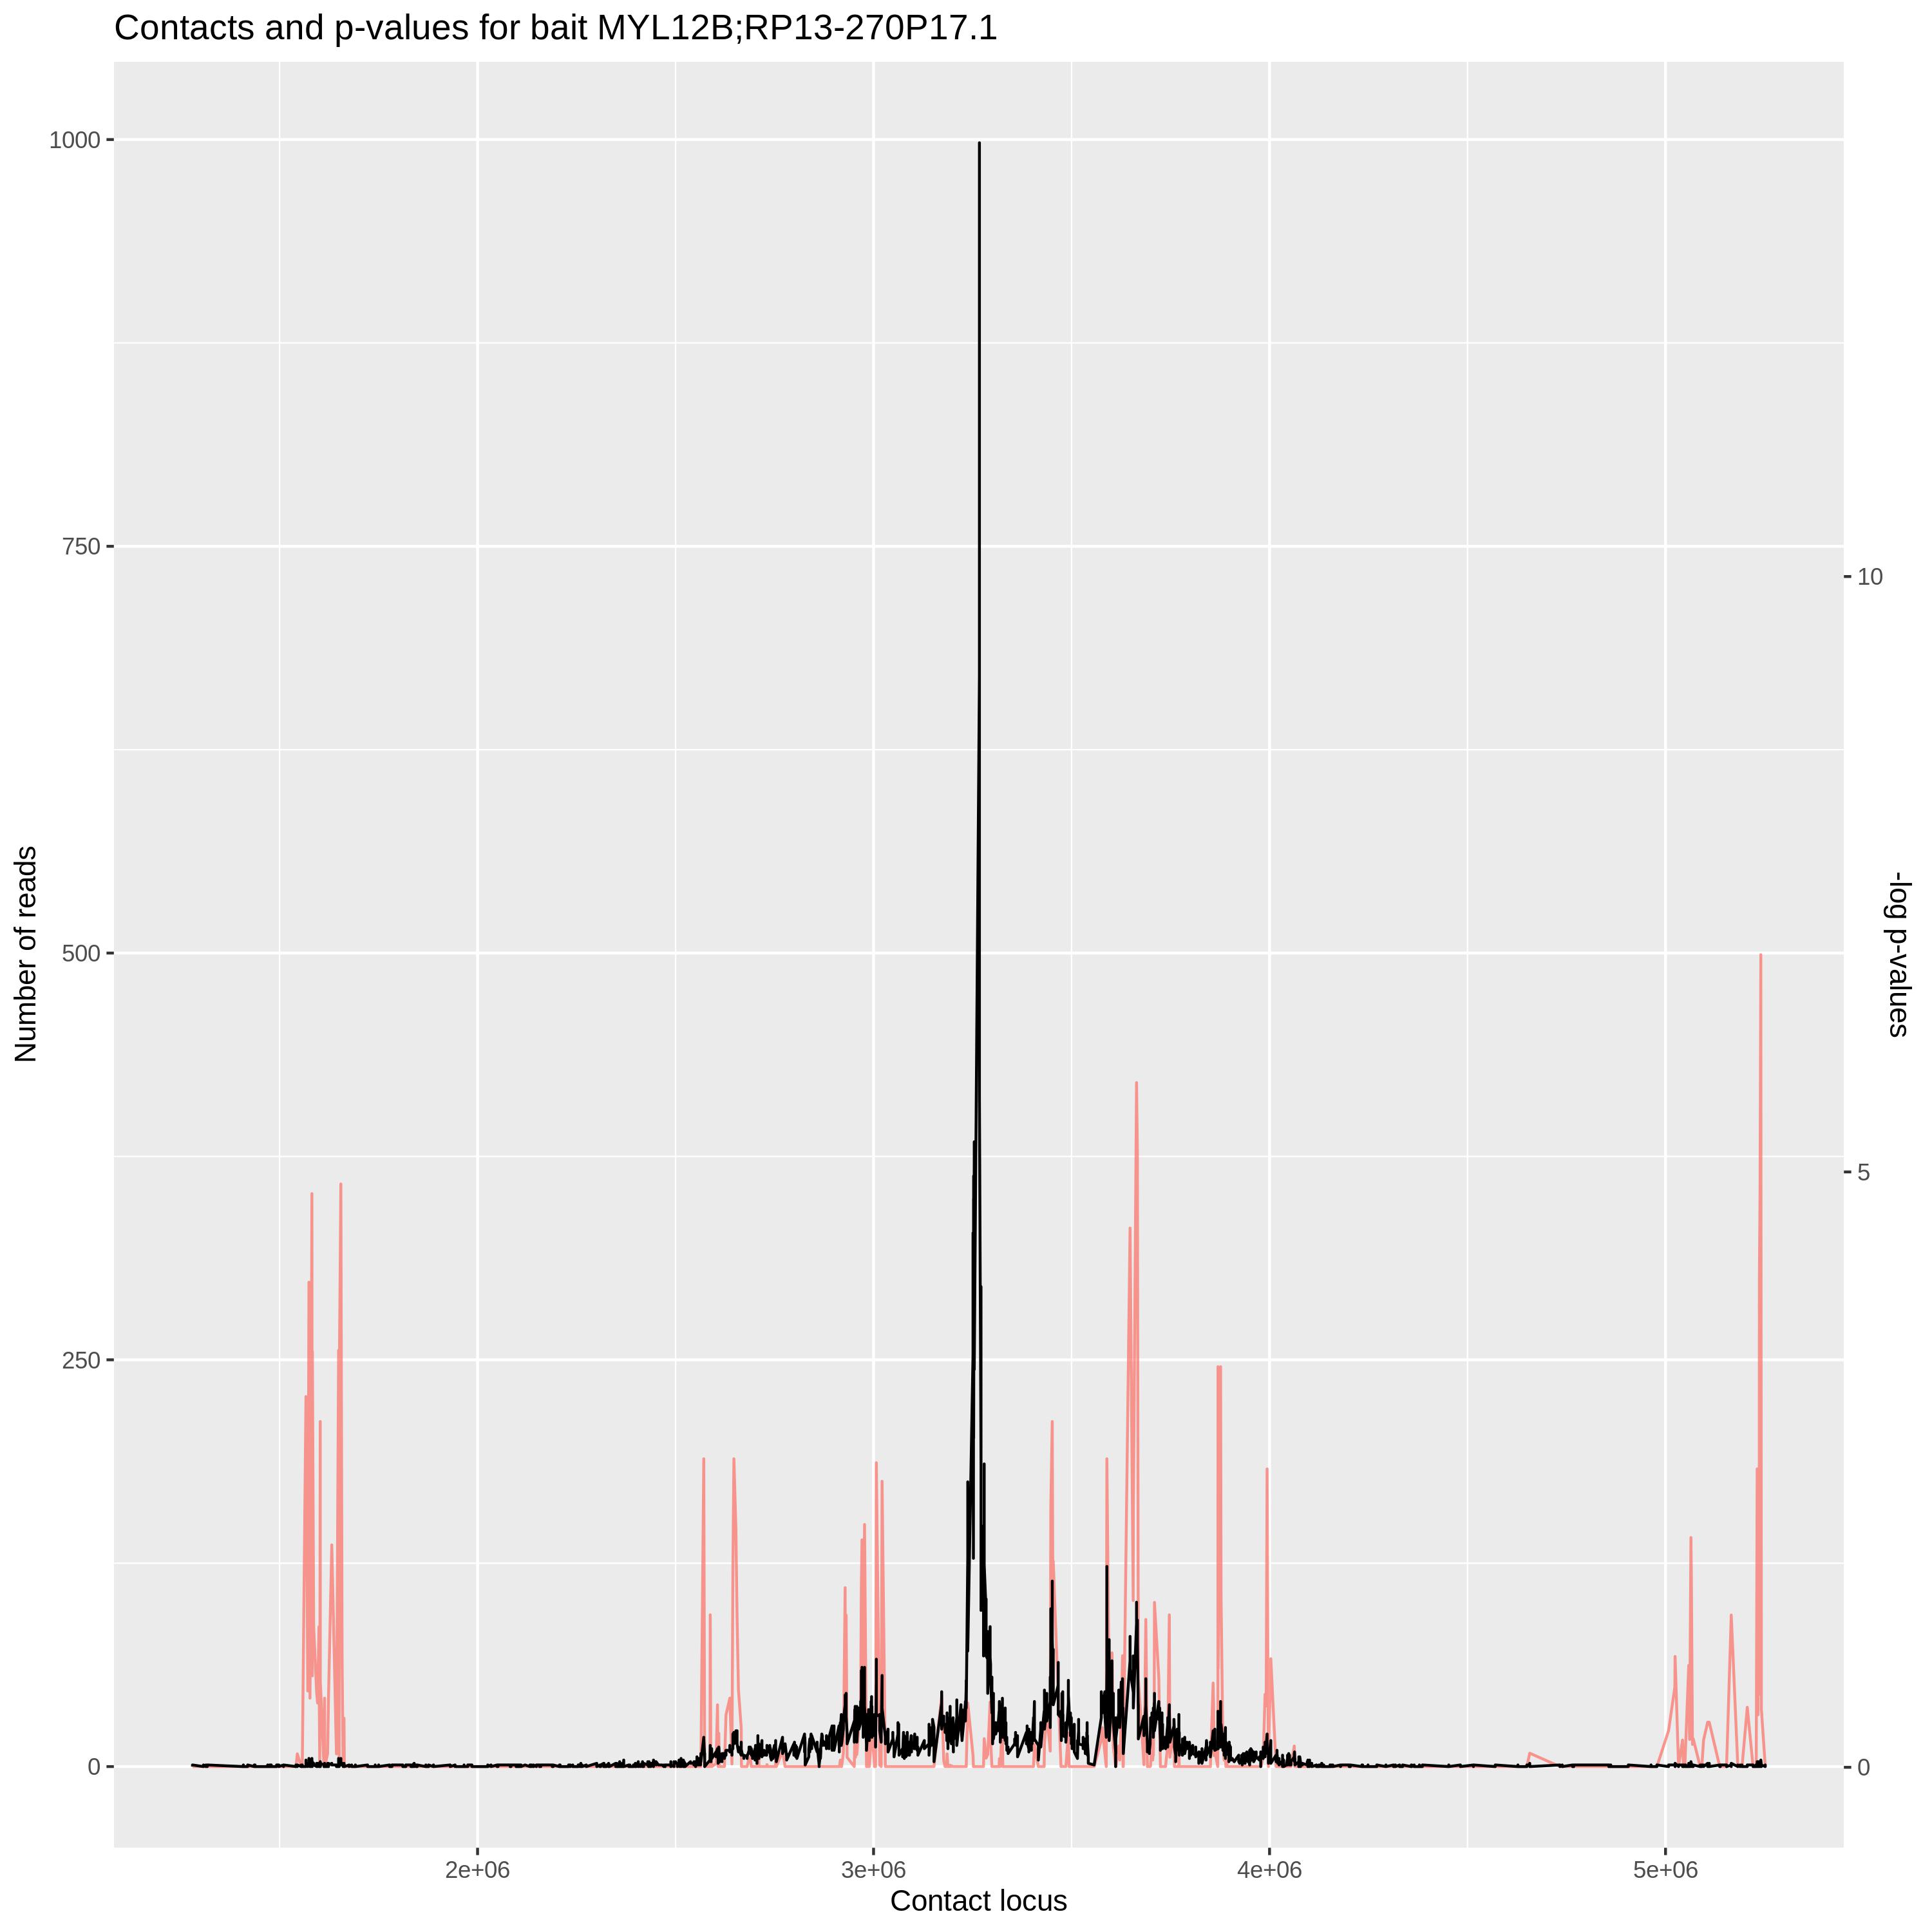 Contacts and p-values for bait MYL12B;RP13-270P17.1
1000
750
500
250
0
Number of reads
10
5
0
-log p-values
2e+06
3e+06
4e+06
5e+06
Contact locus